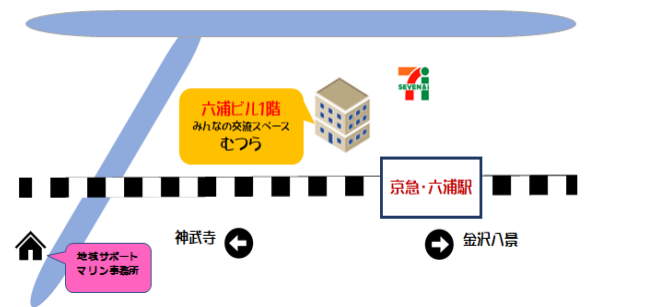 SEVEN&i
六浦ビル1階
みんなの交流スペース
むつら
京急・六浦駅
神武寺
金沢八景
地域サポート
マリン事務所